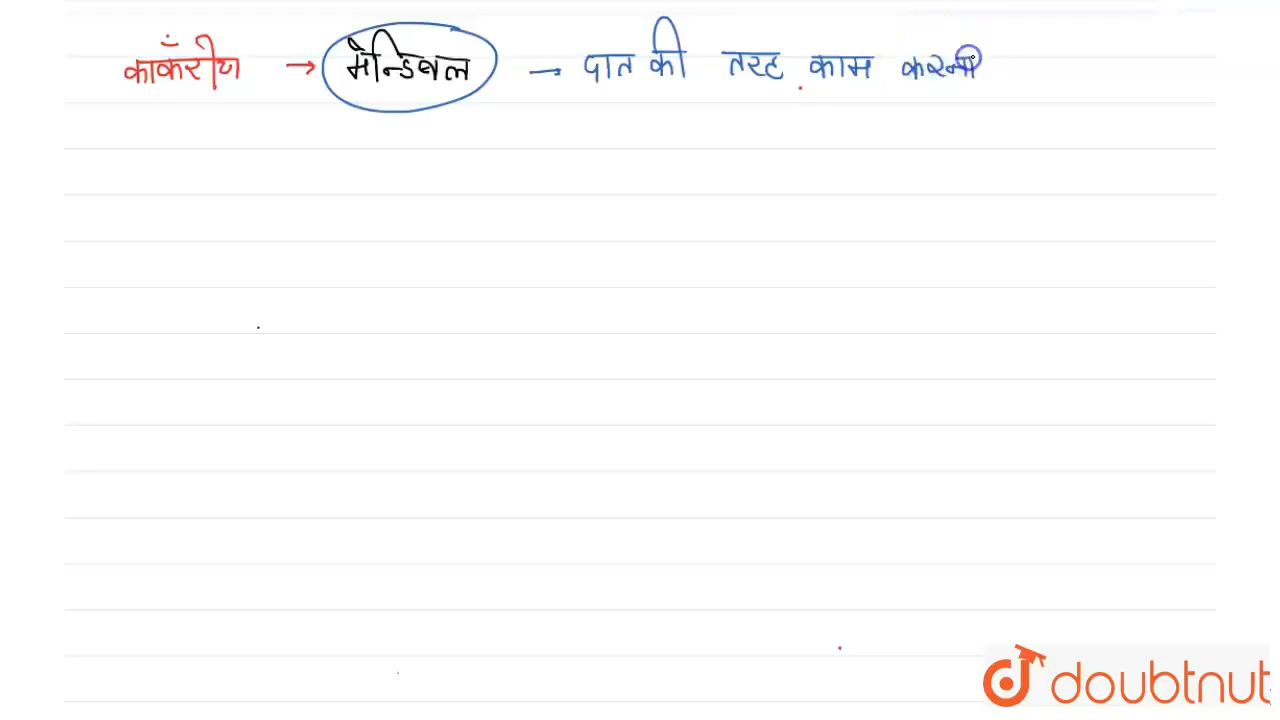 काॅंकरीण → मेन्डिबल → दात की तरह काम करना
doubtnut